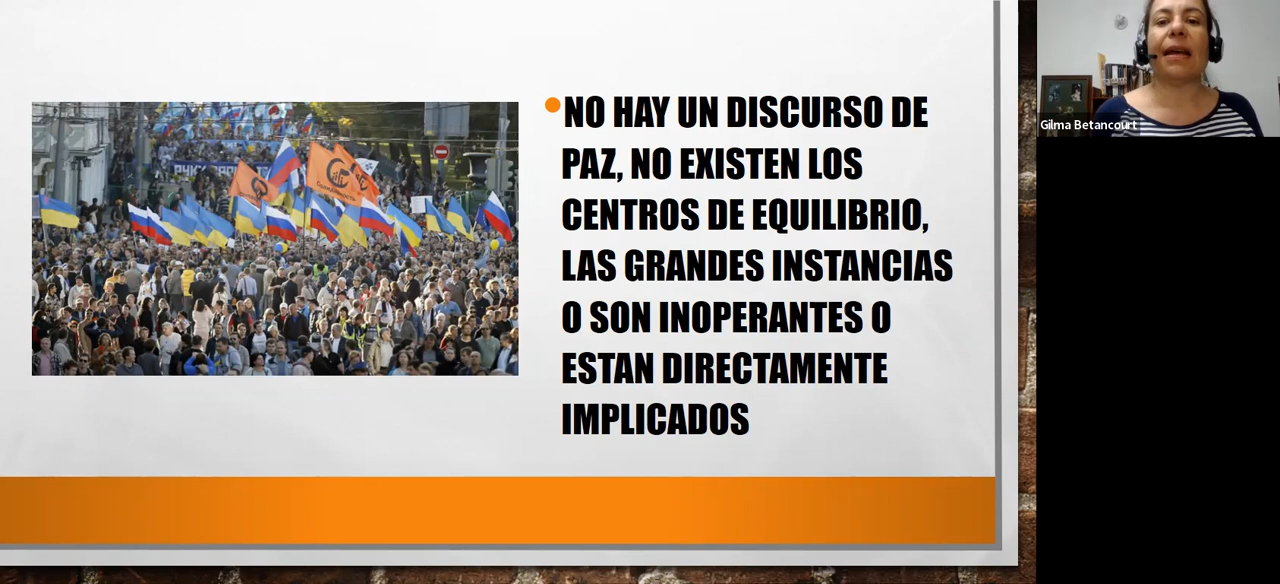 NO HAY UN DISCURSO DE
PAZ, NO EXISTEN LOS
CENTROS DE EQUILIBRIO,
LAS GRANDES INSTANCIAS
O SON INOPERANTES O
ESTAN DIRECTAMENTE
IMPLICADOS
Gilma Betancourt